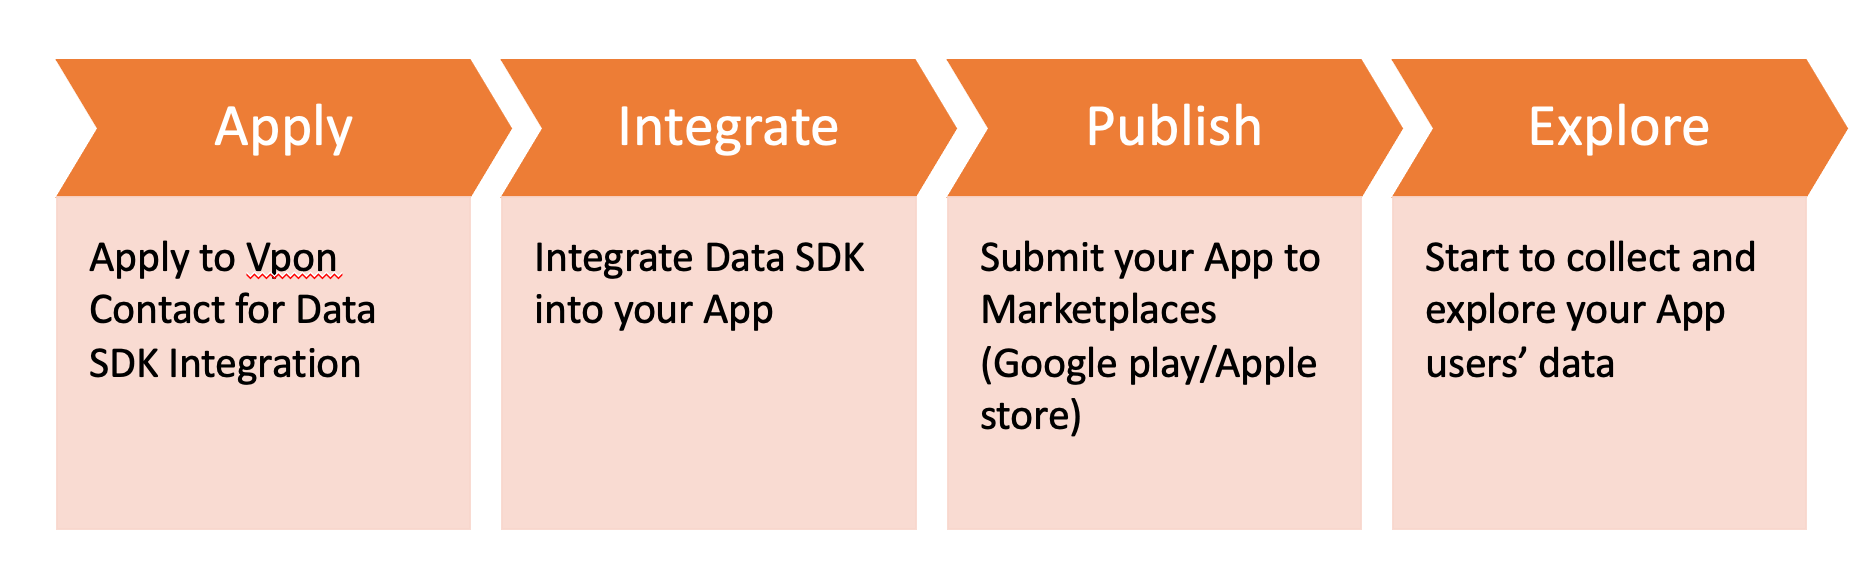 Apply
Apply to Vpon
Contact for Data
SDK Integration
Integrate
Integrate Data SDK
into your App
Publish
Submit your App to
Marketplaces
(Google play/Apple
store)
Explore
Start to collect and
explore your App
users’ data